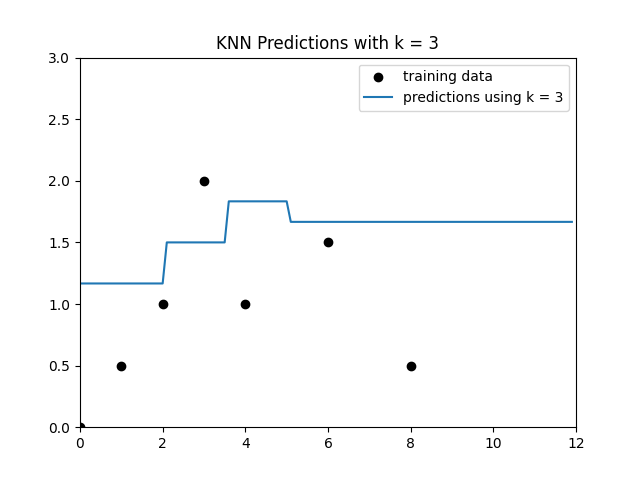 KNN Predictions with k = 3
training data
predictions using k = 3
3.0
2.5
2.0
1.5
1.0
0.5
0.0
0 2 4 6 8 10 12